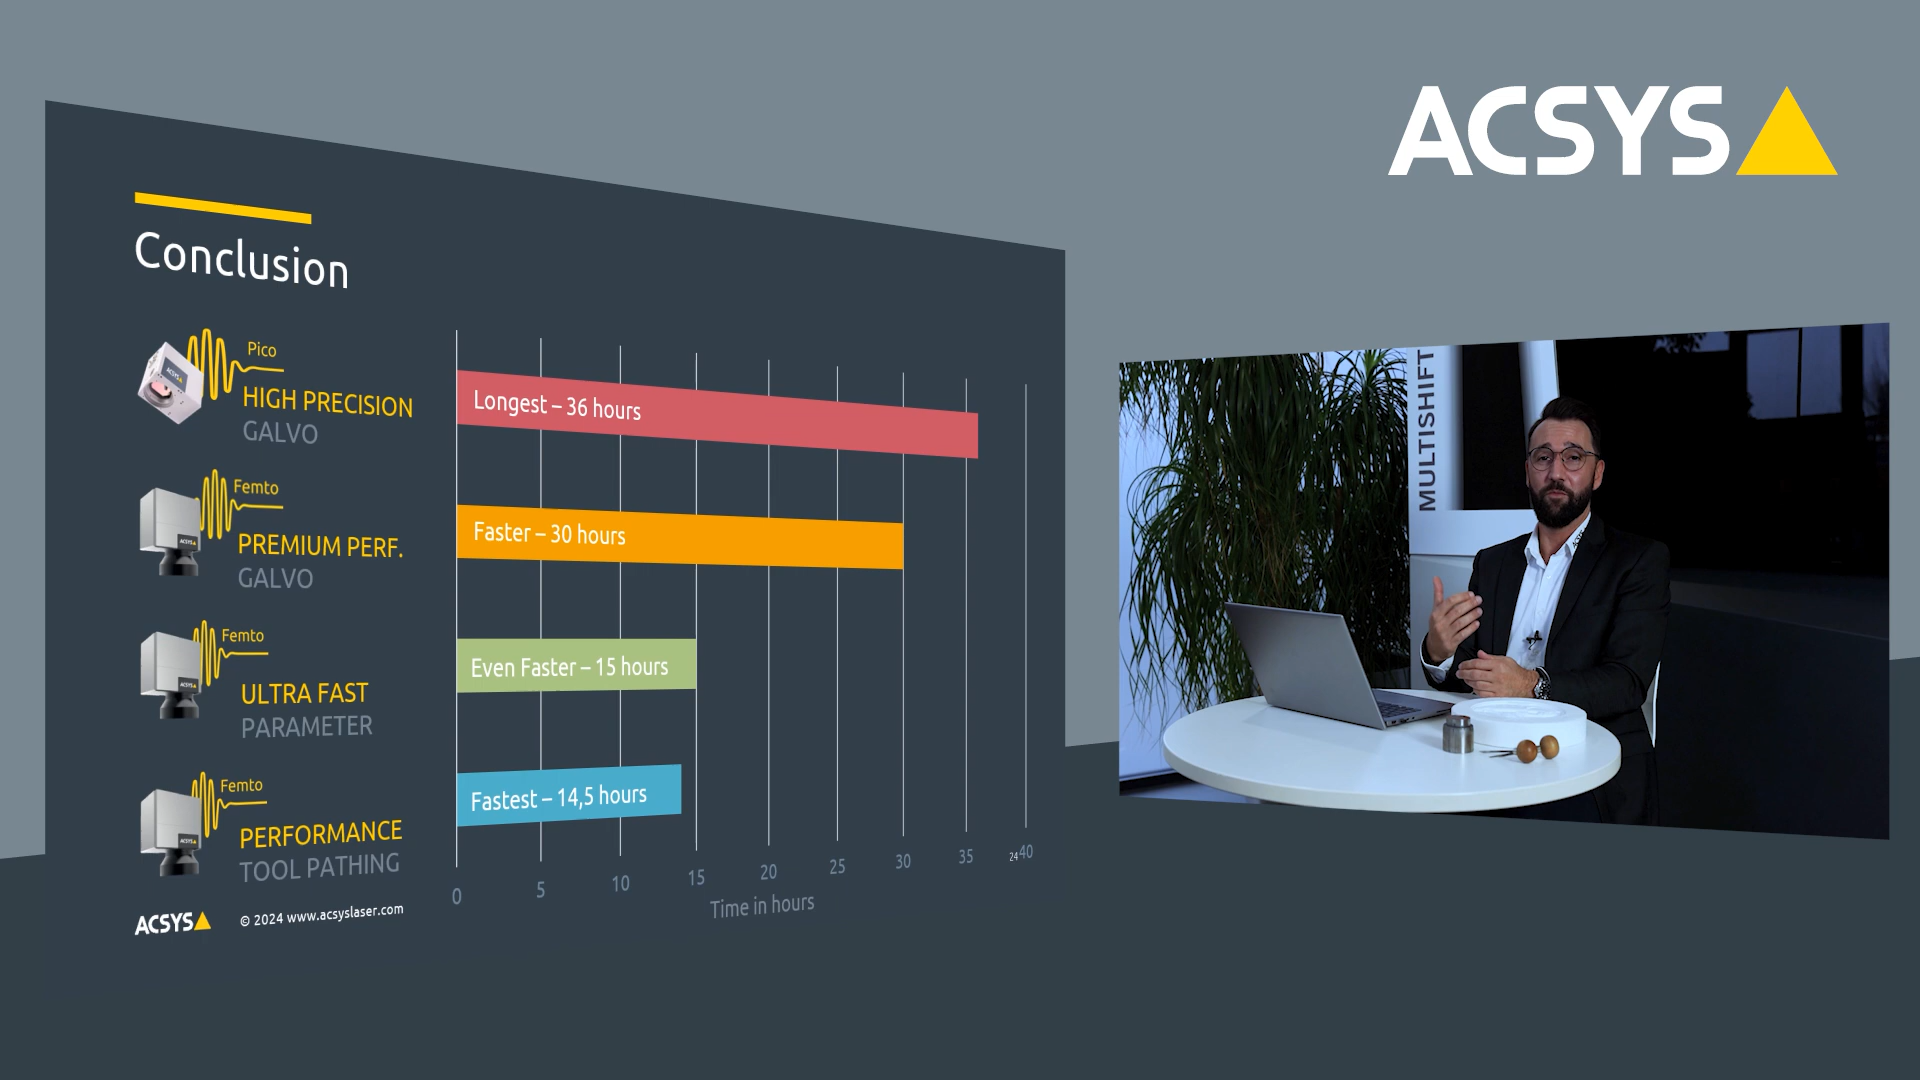 ACSYS
Conclusion
Pico
HIGH PRECISION
GALVO
Longest – 36 hours
Femto
PREMIUM PERF.
GALVO
Faster – 30 hours
Femto
ULTRA FAST
PARAMETER
Even Faster – 15 hours
Femto
PERFORMANCE
TOOL PATHING
Fastest – 14,5 hours
0 5 10 15 20 25 30 35 40
24
Time in hours
ACSYS
© 2024 www.acsyslaser.com
MULTISHIFT